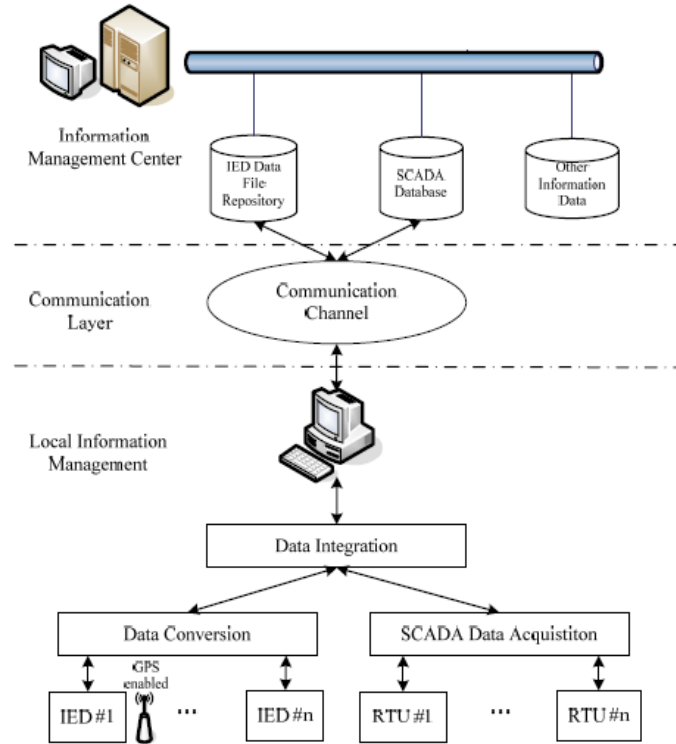 Information
Management Center
IED Data
File
Repository
SCADA
Database
Other
Information
Data
Communication
Layer
Communication
Channel
Local Information
Management
Data Integration
Data Conversion
SCADA Data Acquistiton
GPS
enabled
IED #1
...
IED #n
RTU #1
...
RTU #n